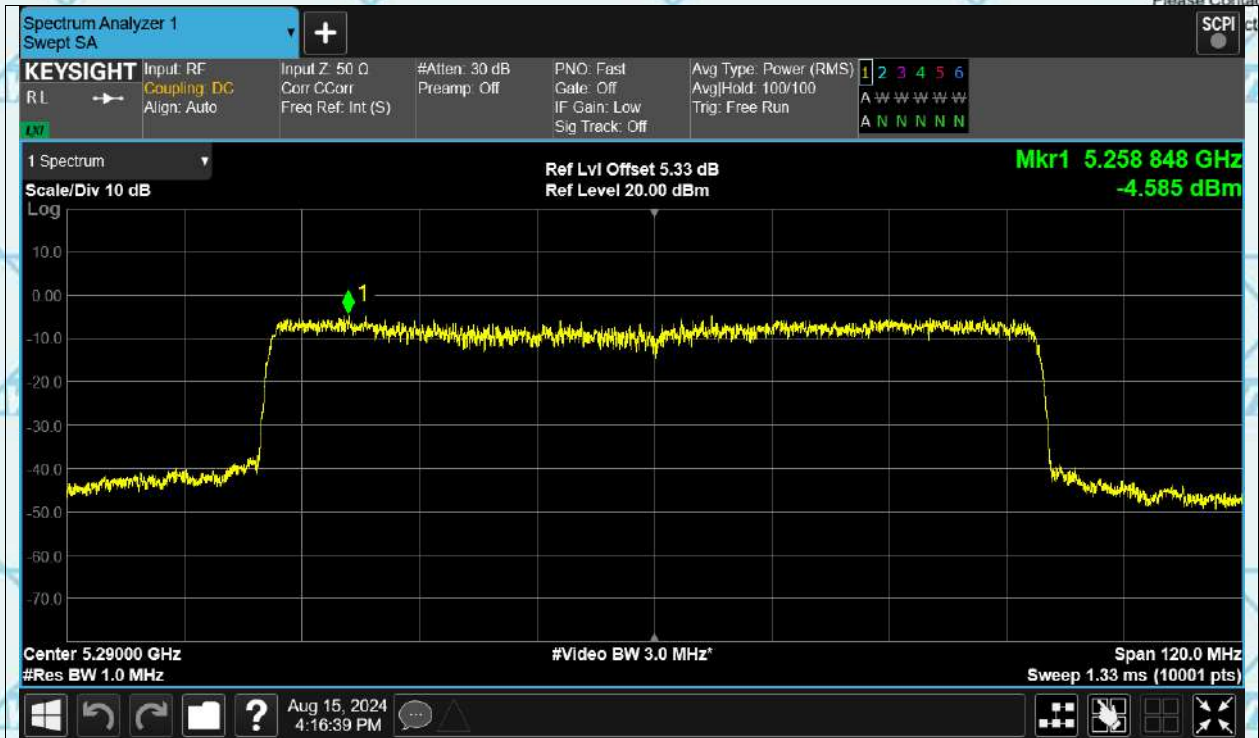 Please Contac
Spectrum Analyzer 1
Swept SA
+
SCPI
KEYSIGHT
RL
LXI
Input: RF
Coupling: DC
Align: Auto
Input Z: 50 Ω
Corr CCorr
Freq Ref: Int (S)
#Atten: 30 dB
Preamp: Off
PNO: Fast
Gate: Off
IF Gain: Low
Sig Track: Off
Avg Type: Power (RMS)
Avg|Hold: 100/100
Trig: Free Run
1 2 3 4 5 6
A W W W W W
A N N N N N
1 Spectrum
Scale/Div 10 dB
Log
Ref Lvl Offset 5.33 dB
Ref Level 20.00 dBm
Mkr1 5.258 848 GHz
-4.585 dBm
10.0
0.00
-10.0
-20.0
-30.0
-40.0
-50.0
-60.0
-70.0
1
Center 5.29000 GHz
#Res BW 1.0 MHz
#Video BW 3.0 MHz*
Span 120.0 MHz
Sweep 1.33 ms (10001 pts)
?
Aug 15, 2024
4:16:39 PM